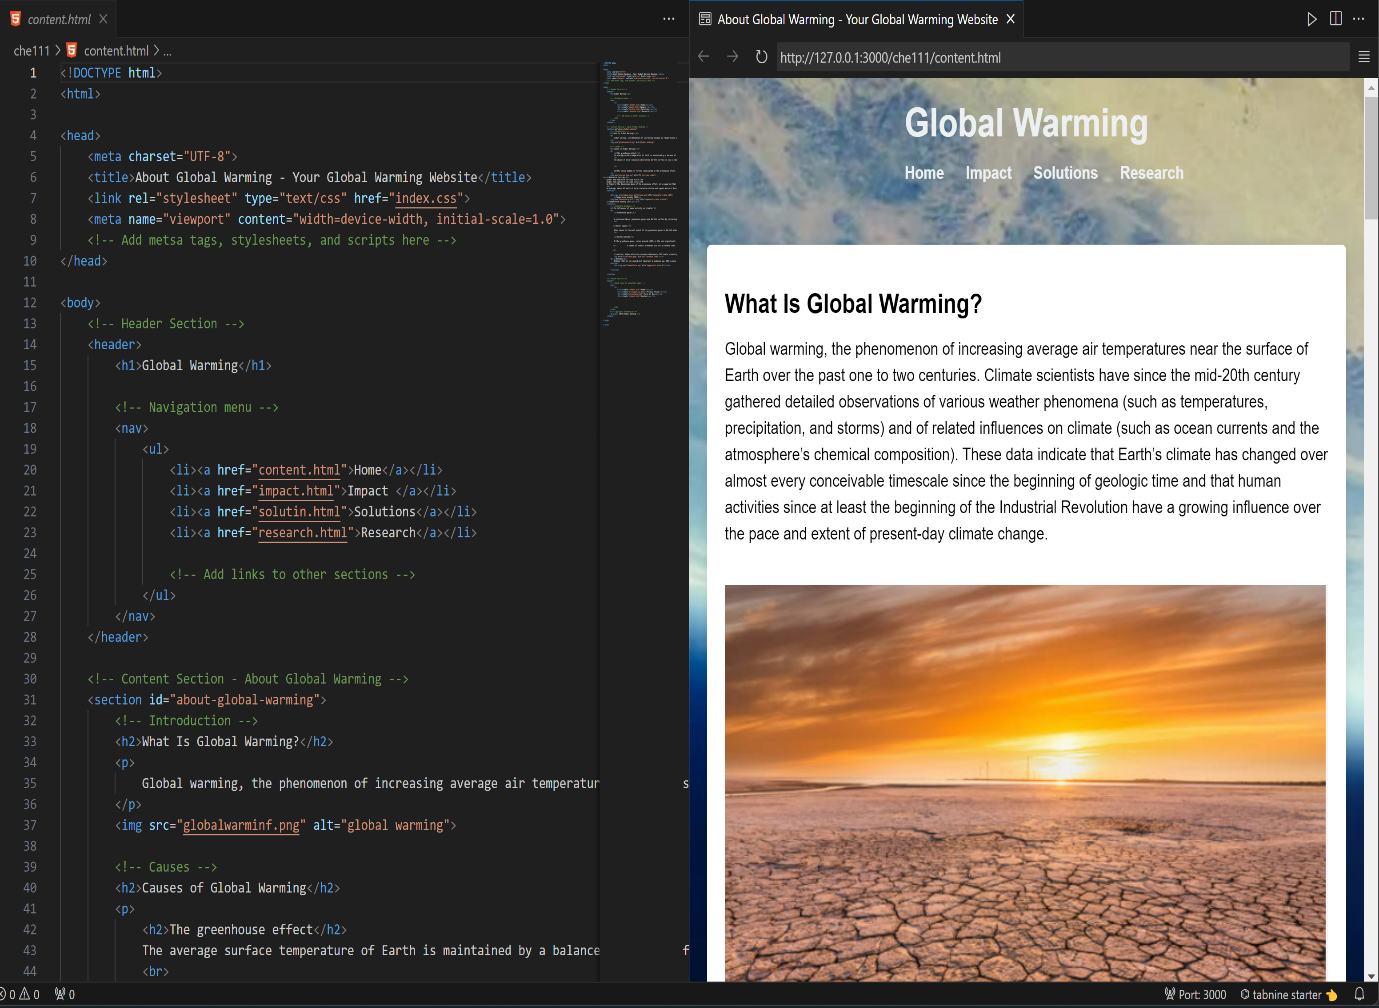 content.html
che111 > content.html > ...
1 <!DOCTYPE html>
2 <html>
3
4 <head>
5 <meta charset="UTF-8">
6 <title>About Global Warming - Your Global Warming Website</title>
7 <link rel="stylesheet" type="text/css" href="index.css">
8 <meta name="viewport" content="width=device-width, initial-scale=1.0">
9 <!-- Add metsa tags, stylesheets, and scripts here -->
10 </head>
11
12 <body>
13 <!-- Header Section -->
14 <header>
15 <h1>Global Warming</h1>
16
17 <!-- Navigation menu -->
18 <nav>
19 <ul>
20 <li><a href="content.html">Home</a></li>
21 <li><a href="impact.html">Impact </a></li>
22 <li><a href="solutin.html">Solutions</a></li>
23 <li><a href="research.html">Research</a></li>
24
25 <!-- Add links to other sections -->
26 </ul>
27 </nav>
28 </header>
29
30 <!-- Content Section - About Global Warming -->
31 <section id="about-global-warming">
32 <!-- Introduction -->
33 <h2>What Is Global Warming?</h2>
34 <p>
35 Global warming, the phenomenon of increasing average air temperatur s
36 </p>
37 <img src="globalwarminf.png" alt="global warming">
38
39 <!-- Causes -->
40 <h2>Causes of Global Warming</h2>
41 <p>
42 <h2>The greenhouse effect</h2>
43 The average surface temperature of Earth is maintained by a balance f
44 <br>
0 0 0
About Global Warming - Your Global Warming Website
http://127.0.0.1:3000/che111/content.html
Global Warming
Home Impact Solutions Research
What Is Global Warming?
Global warming, the phenomenon of increasing average air temperatures near the surface of
Earth over the past one to two centuries. Climate scientists have since the mid-20th century
gathered detailed observations of various weather phenomena (such as temperatures,
precipitation, and storms) and of related influences on climate (such as ocean currents and the
atmosphere's chemical composition). These data indicate that Earth's climate has changed over
almost every conceivable timescale since the beginning of geologic time and that human
activities since at least the beginning of the Industrial Revolution have a growing influence over
the pace and extent of present-day climate change.
Port: 3000 tabnine starter